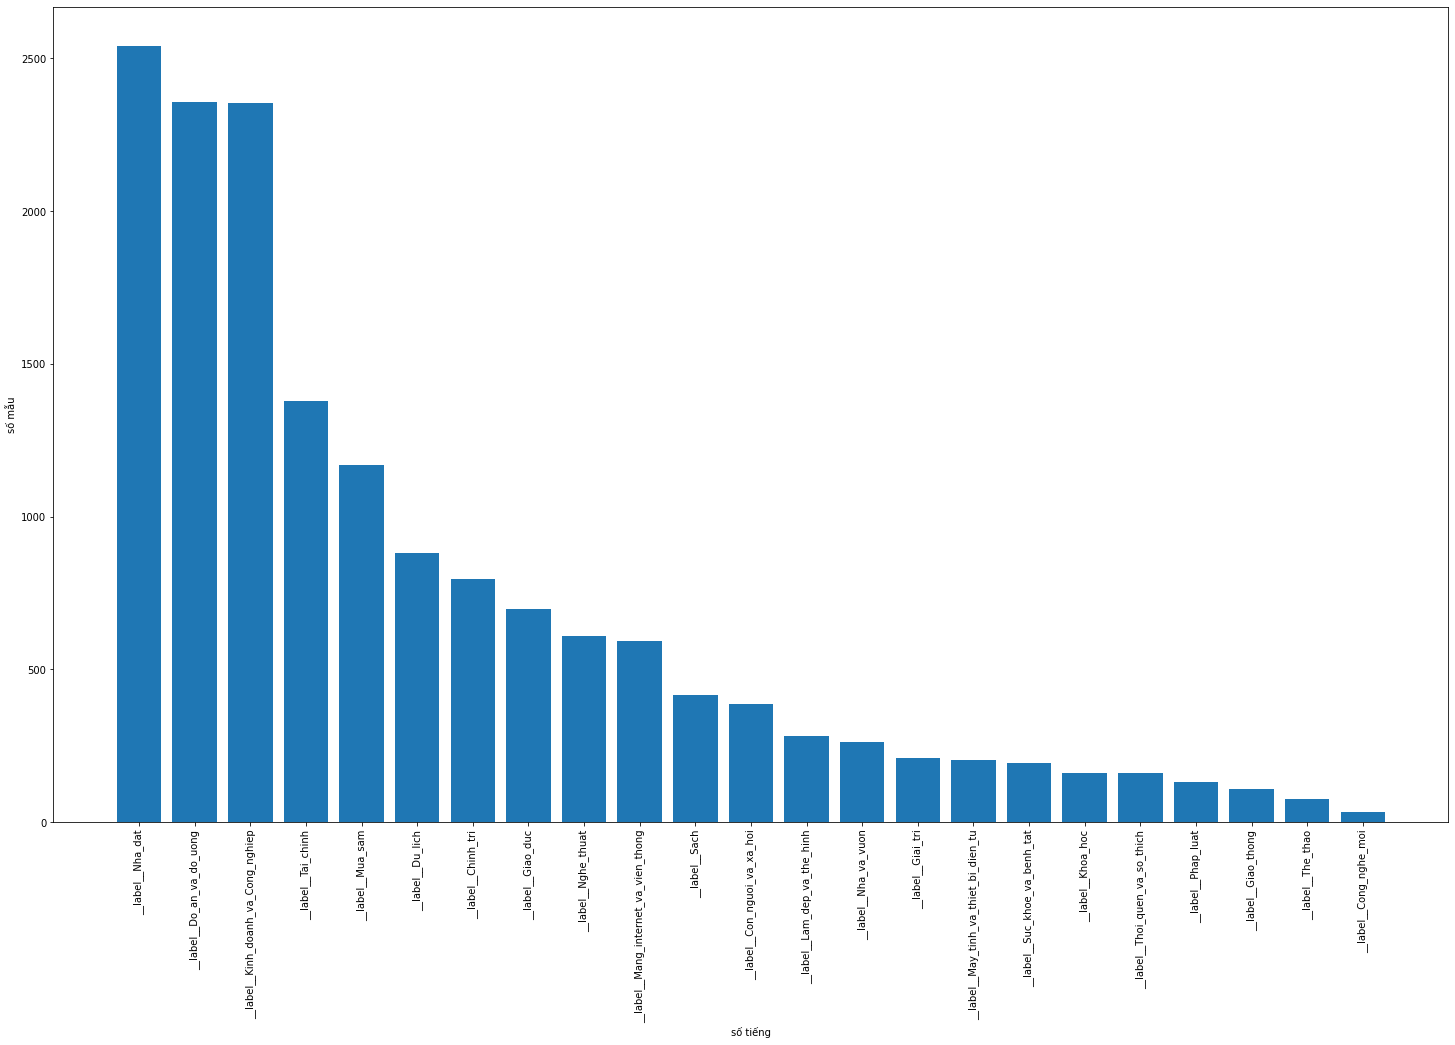 số mẫu
2500
2000
1500
1000
500
0
__label__Nha_dat
__label__Do_an_va_do_uong
__label__Kinh_doanh_va_Cong_nghiep
__label__Tai_chinh
__label__Mua_sam
__label__Du_lich
__label__Chinh_tri
__label__Giao_duc
__label__Nghe_thuat
__label__Mang_internet_va_vien_thong
__label__Sach
__label__Con_nguoi_va_xa_hoi
__label__Lam_dep_va_the_hinh
__label__Nha_va_vuon
__label__Giai_tri
__label__May_tinh_va_thiet_bi_dien_tu
__label__Suc_khoe_va_benh_tat
__label__Khoa_hoc
__label__Thoi_quen_va_so_thich
__label__Phap_luat
__label__Giao_thong
__label__The_thao
__label__Cong_nghe_moi
số tiếng